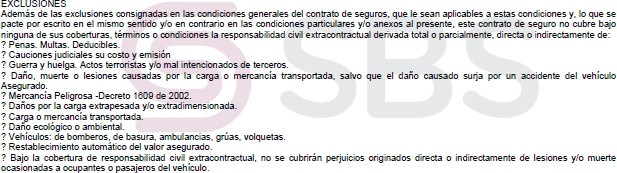 EXCLUSIONES
Además de las exclusiones consignadas en las condiciones generales del contrato de seguros, que le sean aplicables a estas condiciones y, lo que se
pacte por escrito en el mismo sentido y/o en contrario en las condiciones particulares y/o anexos al presente, este contrato de seguro no cubre bajo
ninguna de sus coberturas, términos o condiciones la responsabilidad civil extracontractual derivada total o parcialmente, directa o indirectamente de:
? Penas. Multas. Deducibles.
? Cauciones judiciales su costo y emisión
? Guerra y huelga. Actos terroristas y/o mal intencionados de terceros.
? Daño, muerte o lesiones causadas por la carga o mercancía transportada, salvo que el daño causado surja por un accidente del vehículo
Asegurado.
? Mercancía Peligrosa -Decreto 1609 de 2002.
? Daños por la carga extrapesada y/o extradimensionada.
? Carga o mercancía transportada.
? Daño ecológico o ambiental.
? Vehículos: de bomberos, de basura, ambulancias, grúas, volquetas.
? Restablecimiento automático del valor asegurado.
? Bajo la cobertura de responsabilidad civil extracontractual, no se cubrirán perjuicios originados directa o indirectamente de lesiones y/o muerte
ocasionadas a ocupantes o pasajeros del vehículo.
SBS